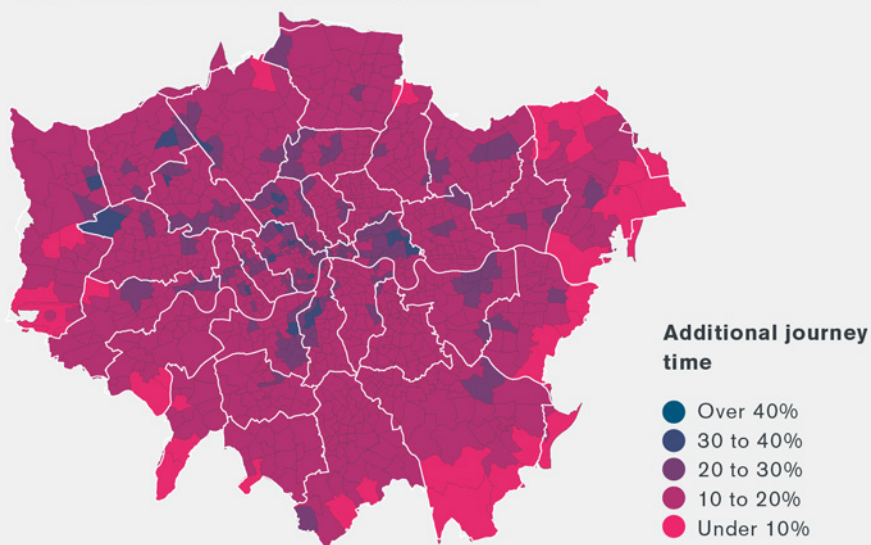 Additional journey
time
Over 40%
30 to 40%
20 to 30%
10 to 20%
Under 10%